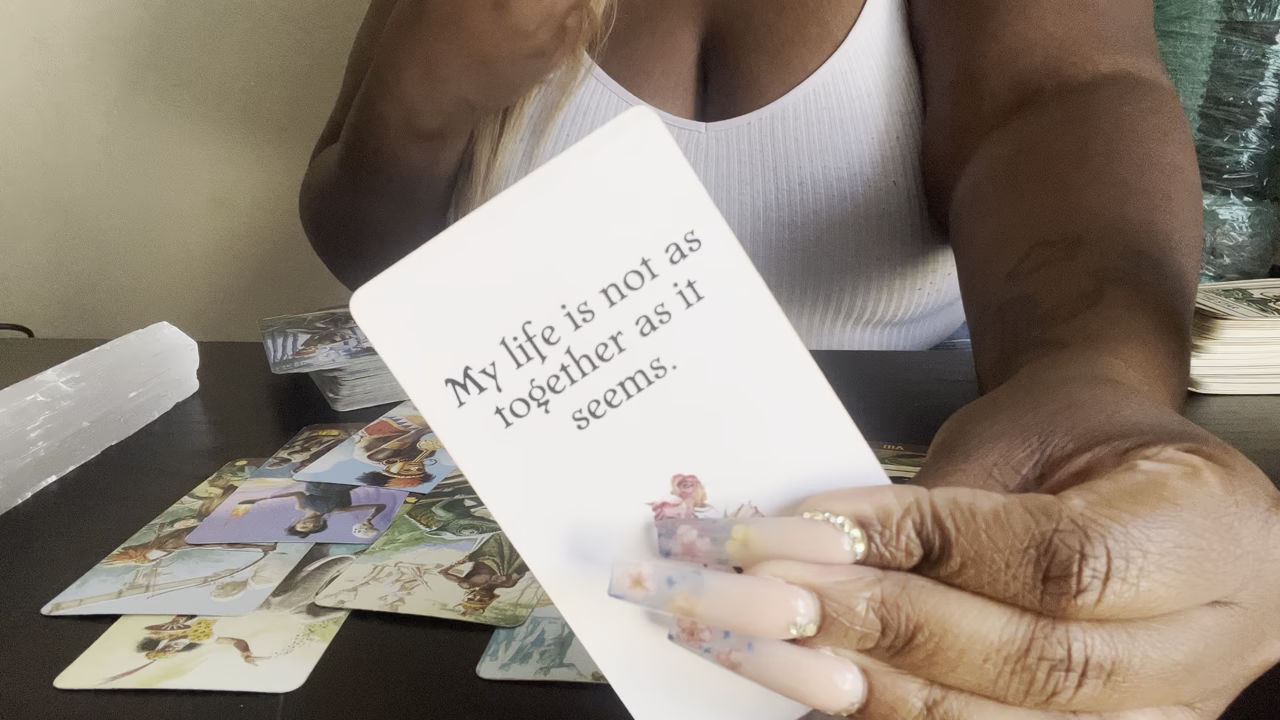 My life is not as
together as it
seems.